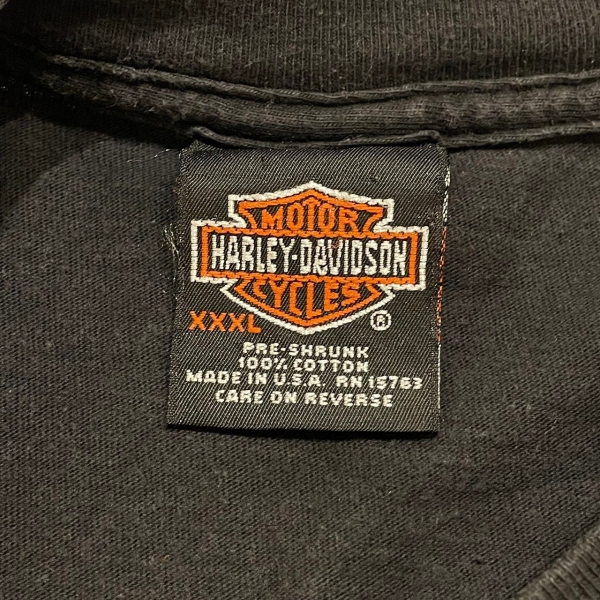 MOTOR
HARLEY-DAVIDSON
CYCLES
XXXL ®
PRE-SHRUNK
100% COTTON
MADE IN U.S.A. RN 15763
CARE ON REVERSE